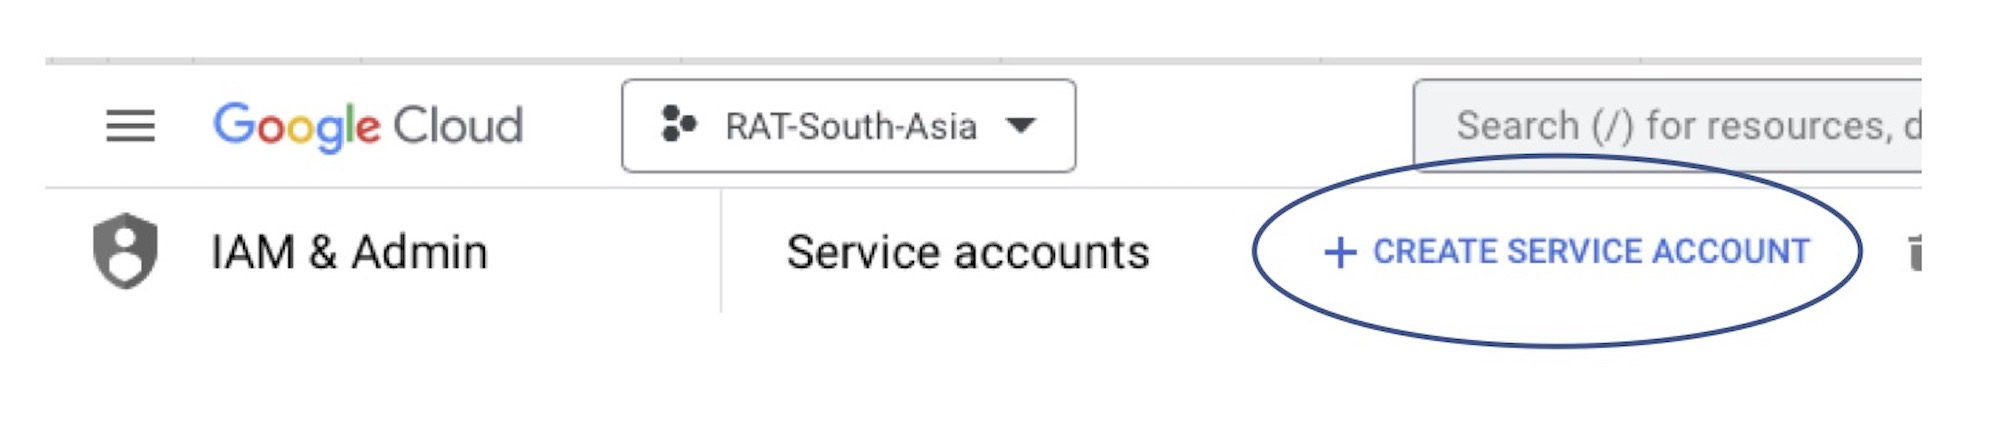 Google Cloud RAT-South-Asia Search (/) for resources, d
IAM & Admin Service accounts + CREATE SERVICE ACCOUNT